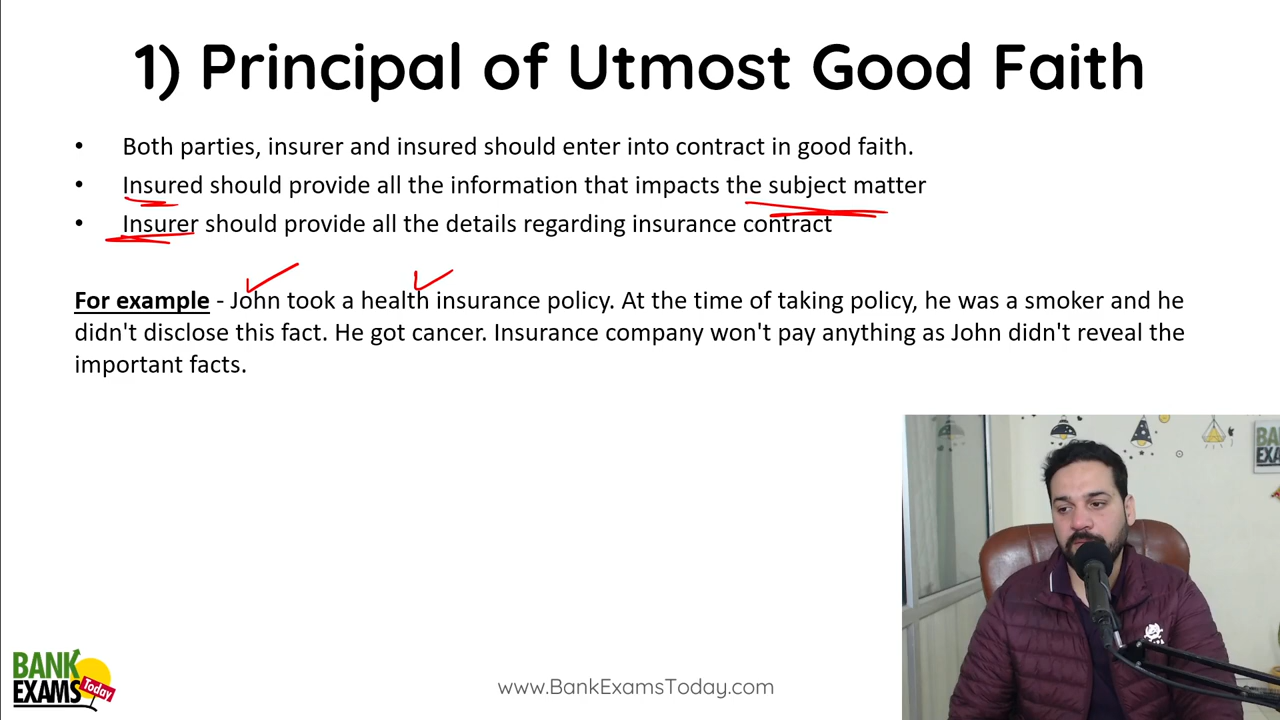 1) Principal of Utmost Good Faith
• Both parties, insurer and insured should enter into contract in good faith.
• Insured should provide all the information that impacts the subject matter
• Insurer should provide all the details regarding insurance contract
For example - John took a health insurance policy. At the time of taking policy, he was a smoker and he
didn't disclose this fact. He got cancer. Insurance company won't pay anything as John didn't reveal the
important facts.
BANK
EXAMS
Today
www.BankExamsToday.com